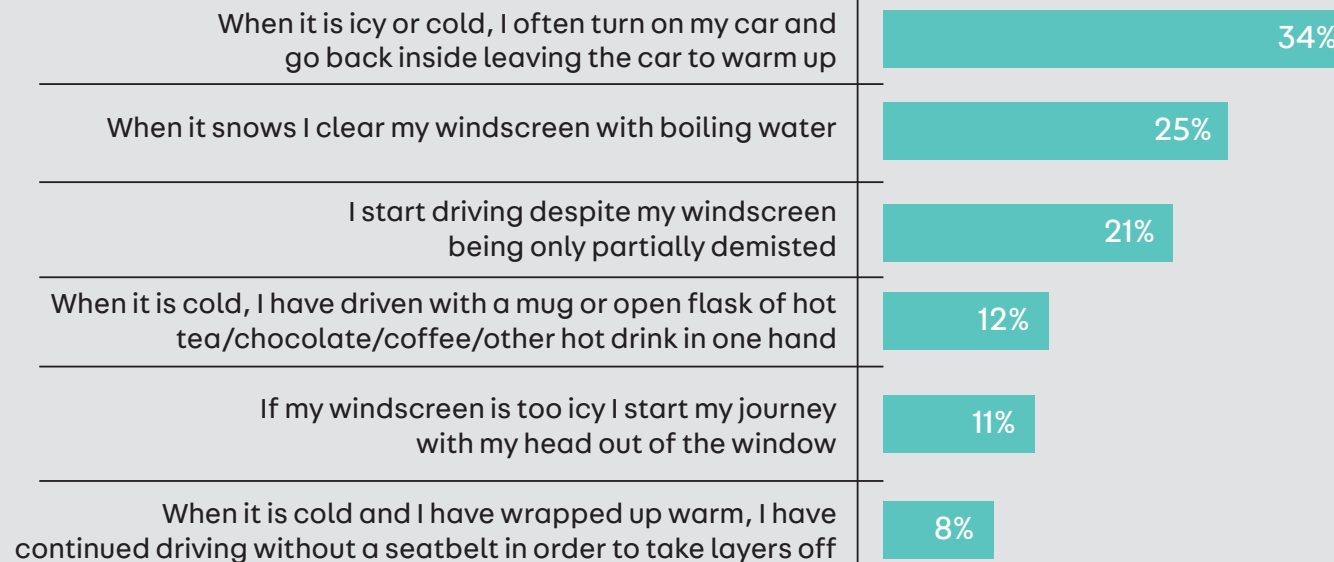 When it is icy or cold, I often turn on my car and
go back inside leaving the car to warm up
34%
When it snows I clear my windscreen with boiling water
25%
I start driving despite my windscreen
being only partially demisted
21%
When it is cold, I have driven with a mug or open flask of hot
tea/chocolate/coffee/other hot drink in one hand
12%
If my windscreen is too icy I start my journey
with my head out of the window
11%
When it is cold and I have wrapped up warm, I have
continued driving without a seatbelt in order to take layers off
8%